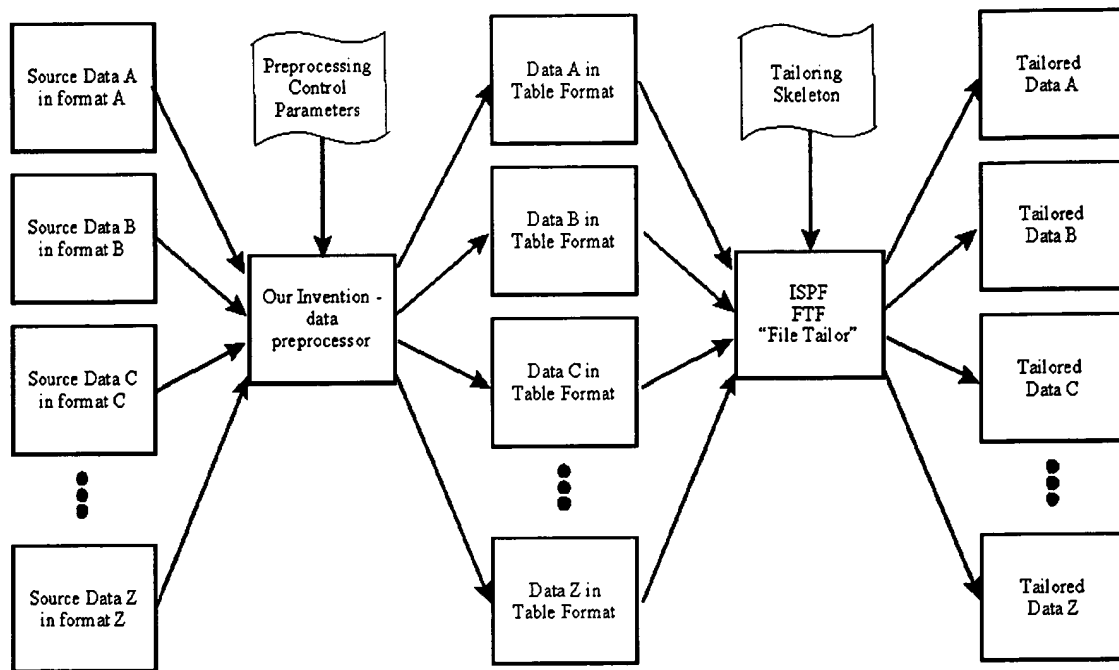 Source Data A
in format A
Preprocessing
Control
Parameters
Data A in
Table Format
Tailoring
Skeleton
Tailored
Data A
Source Data B
in format B
Data B in
Table Format
Tailored
Data B
Our Invention -
data
preprocessor
ISPF
FTF
“File Tailor”
Source Data C
in format C
Data C in
Table Format
Tailored
Data C
Source Data Z
in format Z
Data Z in
Table Format
Tailored
Data Z